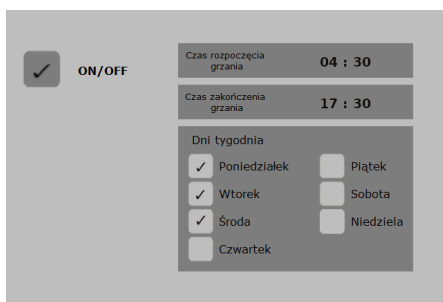 ON/OFF
Czas rozpoczęcia
grzania
04 : 30
Czas zakończenia
grzania
17 : 30
Dni tygodnia
✓ Poniedziałek
✓ Wtorek
✓ Środa
Czwartek
Piątek
Sobota
Niedziela